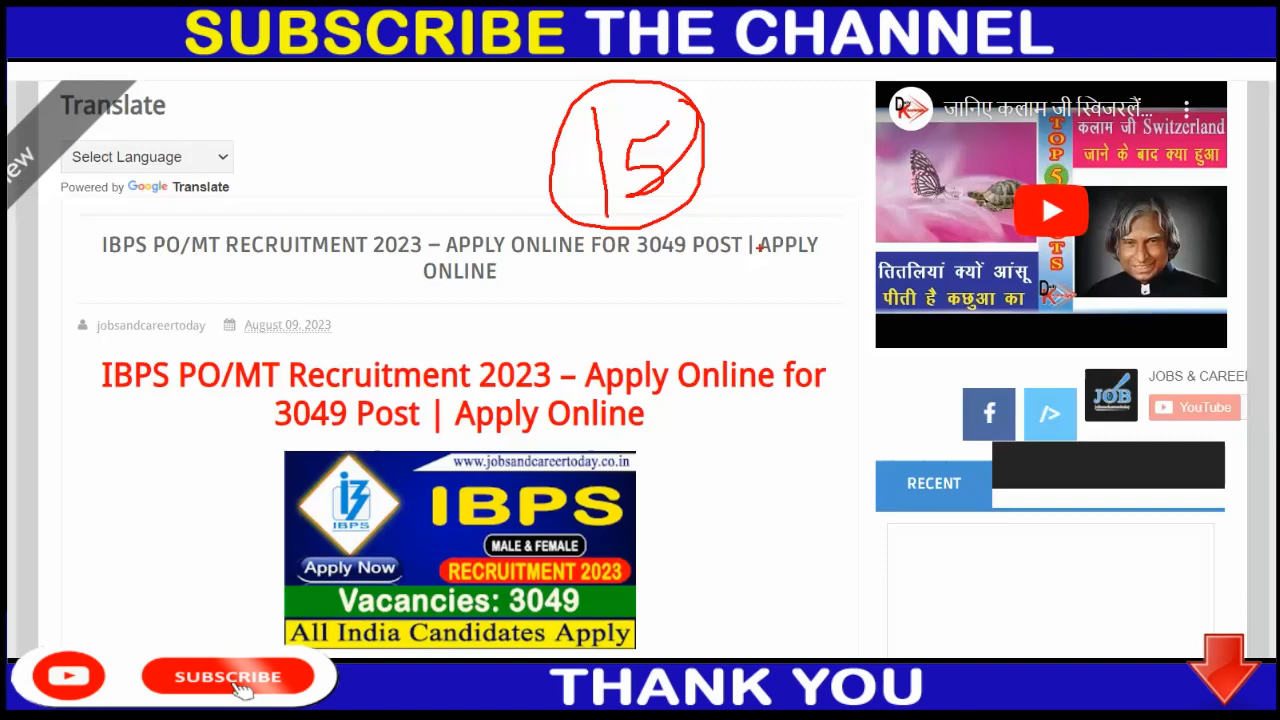 SUBSCRIBE THE CHANNEL
Translate
Select Language
Powered by Google Translate
15
IBPS PO/MT RECRUITMENT 2023 – APPLY ONLINE FOR 3049 POST | APPLY
ONLINE
jobsandcareertoday August 09, 2023
IBPS PO/MT Recruitment 2023 – Apply Online for
3049 Post | Apply Online
www.jobsandcareertoday.co.in
IBPS
IBPS
MALE & FEMALE
Apply Now
RECRUITMENT 2023
Vacancies: 3049
All India Candidates Apply
जानिए कलाम जी स्विजरलैं...
कलाम जी Switzerland
जाने के बाद क्या हुआ
TOP
5
तितलियां क्यों आंसू
पीती है कछुआ का
JOB
JOBS & CAREE
YouTube
f
/>
RECENT
SUBSCRIBE
THANK YOU